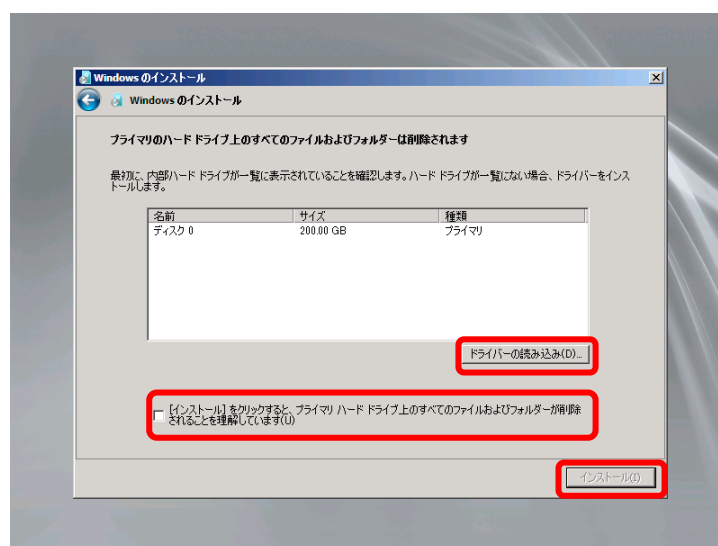 Windows のインストール
Windows のインストール
プライマリのハード ドライブ上のすべてのファイルおよびフォルダーは削除されます
最初に、内部ハード ドライブが一覧に表示されていることを確認します。ハード ドライブが一覧にない場合、ドライバーをインス
トールします。
名前 サイズ 種類
ディスク 0 200.00 GB プライマリ
ドライバーの読み込み(D)...
[インストール] をクリックすると、プライマリ ハード ドライブ上のすべてのファイルおよびフォルダーが削除
されることを理解しています(U)
インストール(I)